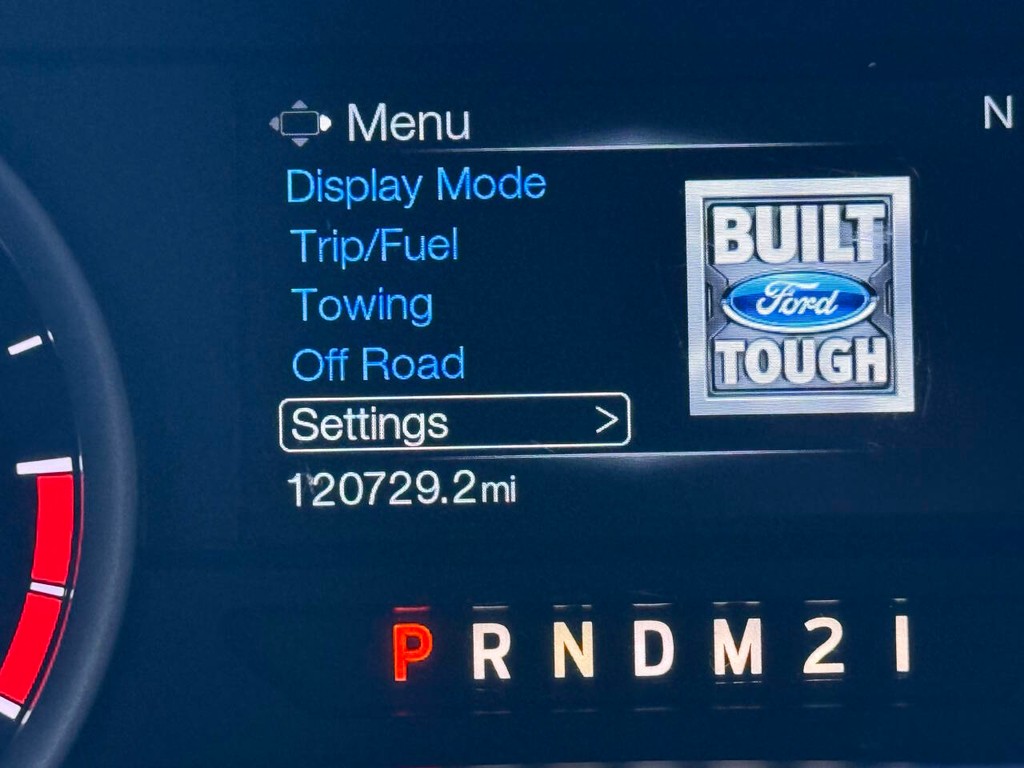 Menu
N
Display Mode
Trip/Fuel
Towing
Off Road
Settings >
120729.2mi
BUILT
Ford
TOUGH
P R N D M 2 1